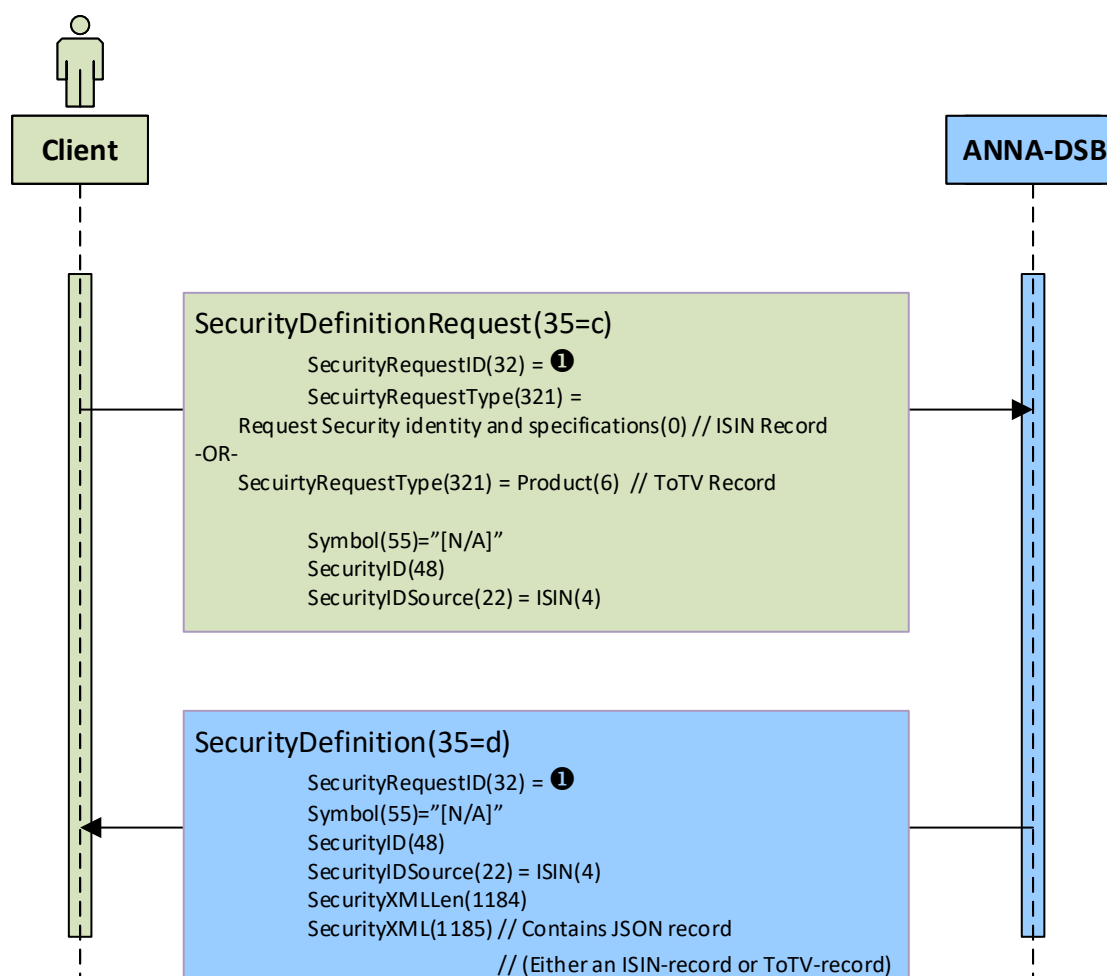 Client
ANNA-DSB
SecurityDefinitionRequest(35=c)
SecurityRequestID(32) = ❶
SecuirtyRequestType(321) =
Request Security identity and specifications(0) // ISIN Record
-OR-
SecuirtyRequestType(321) = Product(6) // ToTV Record
Symbol(55)=”[N/A]”
SecurityID(48)
SecurityIDSource(22) = ISIN(4)
SecurityDefinition(35=d)
SecurityRequestID(32) = ❶
Symbol(55)=”[N/A]”
SecurityID(48)
SecurityIDSource(22) = ISIN(4)
SecurityXMLLen(1184)
SecurityXML(1185) // Contains JSON record
// (Either an ISIN-record or ToTV-record)